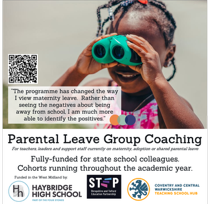 "The programme has changed the way
I view maternity leave. Rather than
seeing the negatives about being
away from school, I am much more
able to identify the positives."
Parental Leave Group Coaching
For teachers leaders and support staff currently on maternity, adoption or shared parental leave
Fully-funded for state school colleagues.
Cohorts running throughout the academic year.
Funded in the West Midland by
HAYBRIDGE
HIGH SCHOOL
COVENTRY AND CENTRAL
WARWICKSHIRE
TEACHING SCHOOL HUB